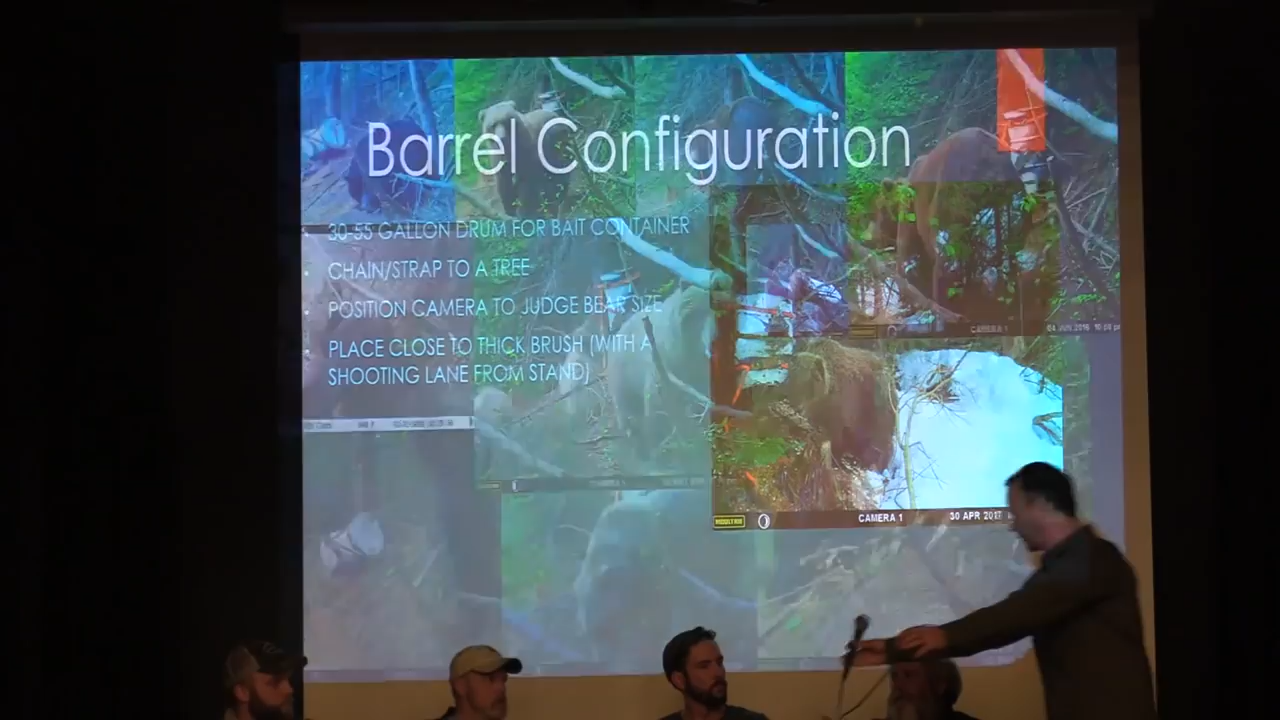 Barrel Configuration
30-55 GALLON DRUM FOR BAIT CONTAINER
CHAIN/STRAP TO A TREE
POSITION CAMERA TO JUDGE BEAR SIZE
PLACE CLOSE TO THICK BRUSH (WITH A
SHOOTING LANE FROM STAND)
CAMERA 1 04 JUN 2016
MOULTRIE CAMERA 1 30 APR 2017